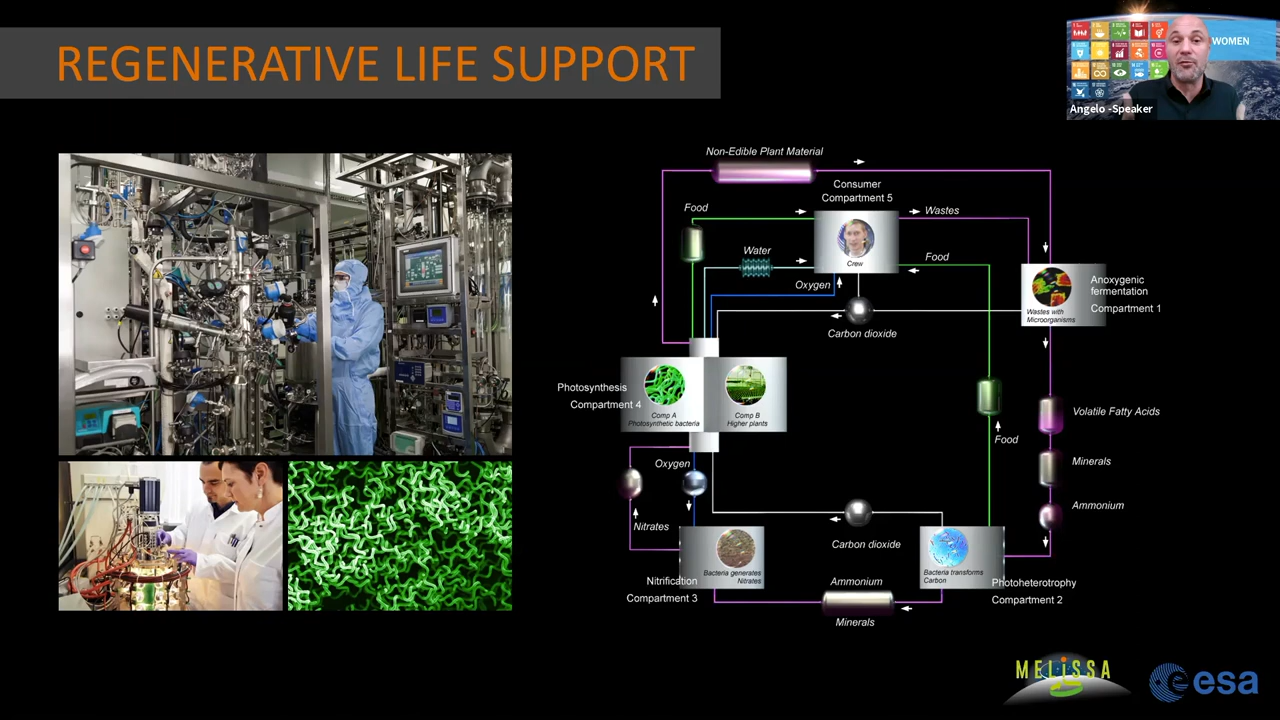 REGENERATIVE LIFE SUPPORT
WOMEN
Angelo -Speaker
Non-Edible Plant Material
Consumer
Compartment 5
Food
Wastes
Water
Crew
Food
Oxygen
Anoxygenic
fermentation
Compartment 1
Wastes with
Microorganisms
Carbon dioxide
Photosynthesis
Compartment 4
Comp A
Photosynthetic bacteria
Comp B
Higher plants
Volatile Fatty Acids
Food
Minerals
Oxygen
Ammonium
Nitrates
Carbon dioxide
Bacteria generates
Nitrates
Bacteria transforms
Carbon
Nitrification
Compartment 3
Ammonium
Minerals
Photoheterotrophy
Compartment 2
MELiSSA
esa